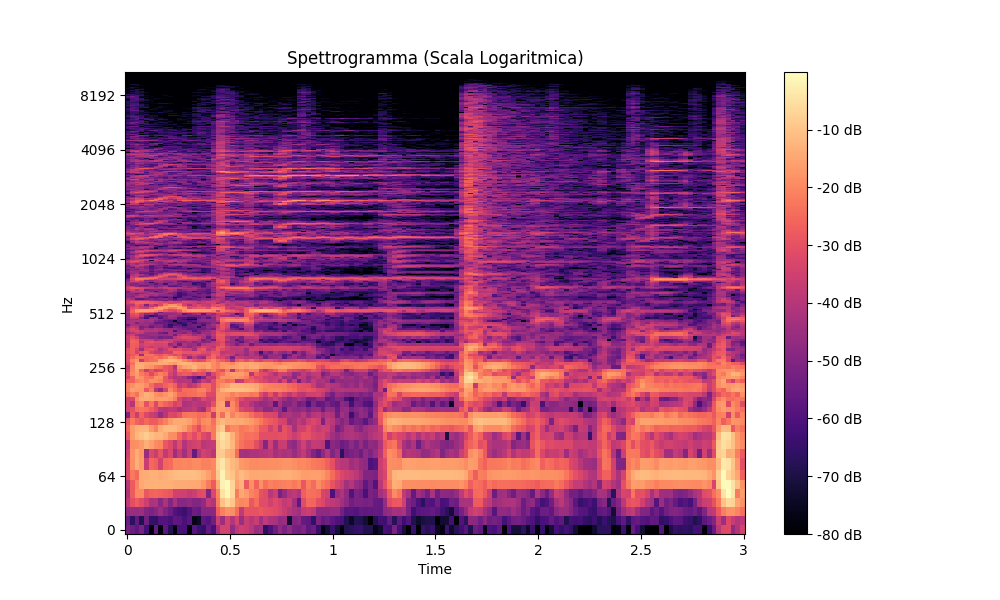 Spettrogramma (Scala Logaritmica)
8192
4096
2048
1024
512
256
128
64
0
Hz
0
0.5
1
1.5
2
2.5
3
Time
-10 dB
-20 dB
-30 dB
-40 dB
-50 dB
-60 dB
-70 dB
-80 dB